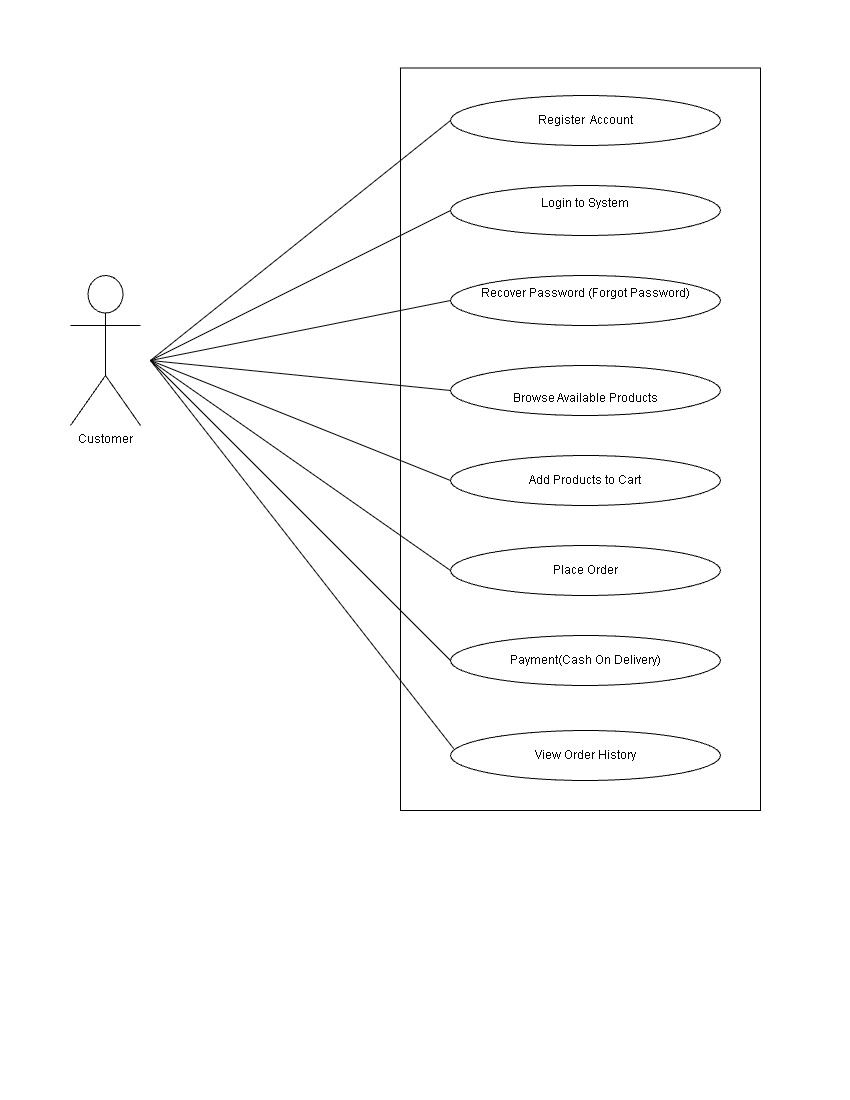 Register Account
Login to System
Recover Password (Forgot Password)
Browse Available Products
Customer
Add Products to Cart
Place Order
Payment(Cash On Delivery)
View Order History